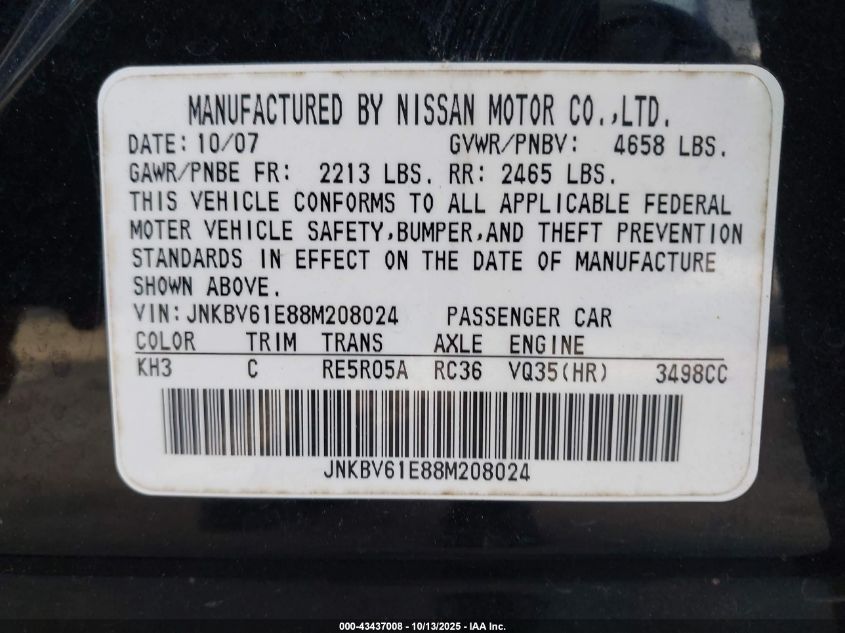 MANUFACTURED BY NISSAN MOTOR CO.,LTD.
DATE: 10/07 GVWR/PNBV: 4658 LBS.
GAWR/PNBE FR: 2213 LBS. RR: 2465 LBS.
THIS VEHICLE CONFORMS TO ALL APPLICABLE FEDERAL
MOTER VEHICLE SAFETY,BUMPER,AND THEFT PREVENTION
STANDARDS IN EFFECT ON THE DATE OF MANUFACTURE
SHOWN ABOVE.
VIN:JNKBV61E88M208024 PASSENGER CAR
COLOR TRIM TRANS AXLE ENGINE
KH3 C RE5R05A RC36 VQ35(HR) 3498CC
JNKBV61E88M208024
000-43437008 - 10/13/2025 - IAA Inc.